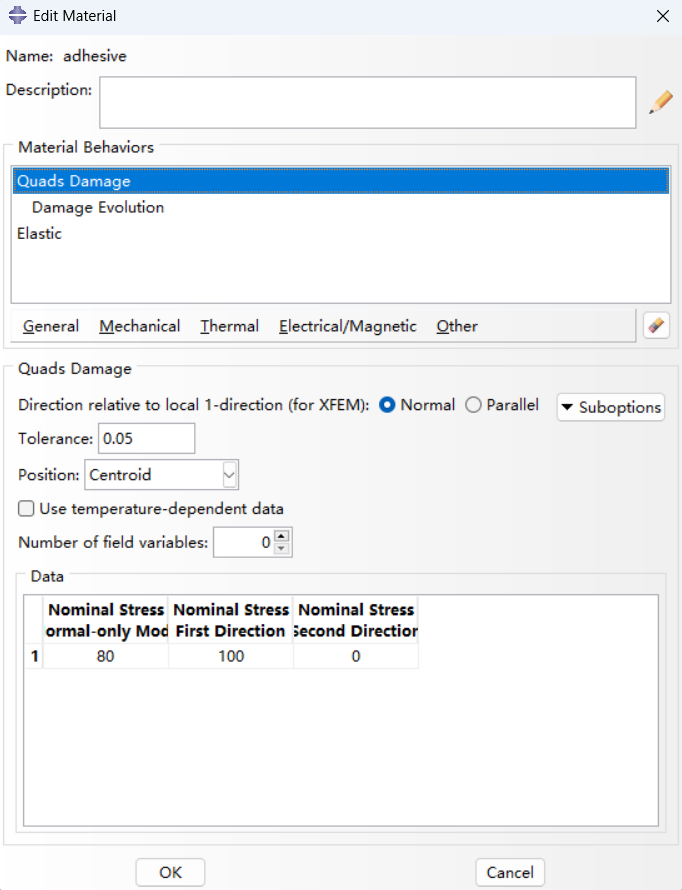 Edit Material
Name: adhesive
Description:
Material Behaviors
Quads Damage
Damage Evolution
Elastic
General Mechanical Thermal Electrical/Magnetic Other
Quads Damage
Direction relative to local 1-direction (for XFEM): Normal Parallel Suboptions
Tolerance: 0.05
Position: Centroid
Use temperature-dependent data
Number of field variables: 0
Data
Nominal Stress Nominal Stress Nominal Stress
ormal-only Mod First Direction Second Direction
1 80 100 0
OK Cancel